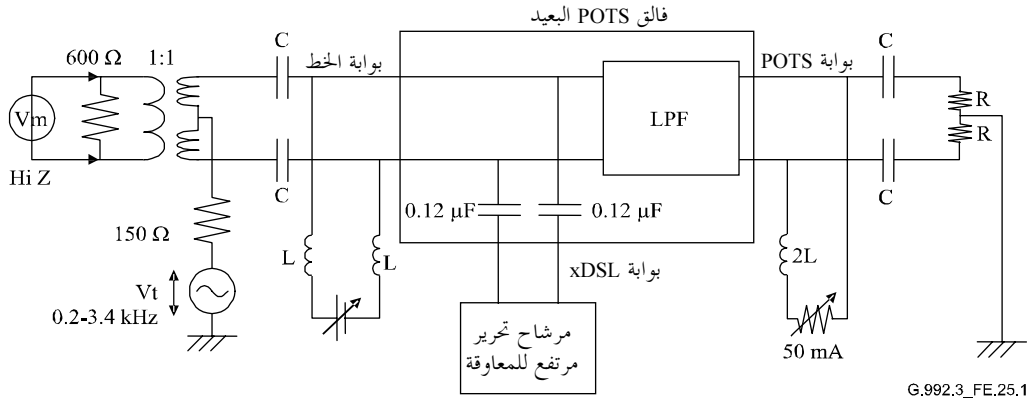 فالق POTS البعيد
600 Ω
1:1
C
بوابة الخط
بوابة POTS
C
Vm
LPF
R
R
Hi Z
C
C
0.12 µF
0.12 µF
150 Ω
L
L
2L
بوابة xDSL
Vt
0.2-3.4 kHz
مرشاح تحرير
مرتفع للمعاوقة
50 mA
G.992.3_FE.25.1